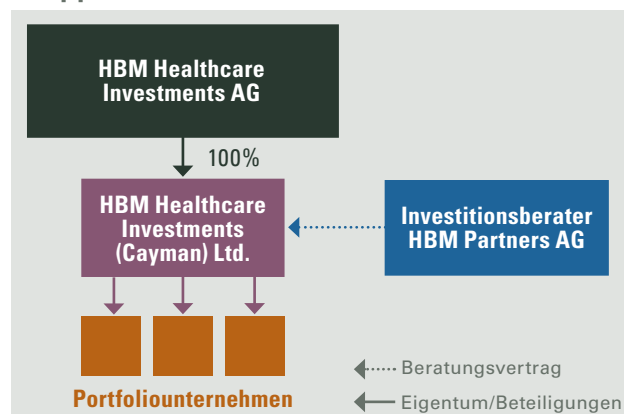 HBM Healthcare
Investments AG
100%
HBM Healthcare
Investments
(Cayman) Ltd.
Investitionsberater
HBM Partners AG
Portfoliounternehmen
Beratungsvertrag
Eigentum/Beteiligungen